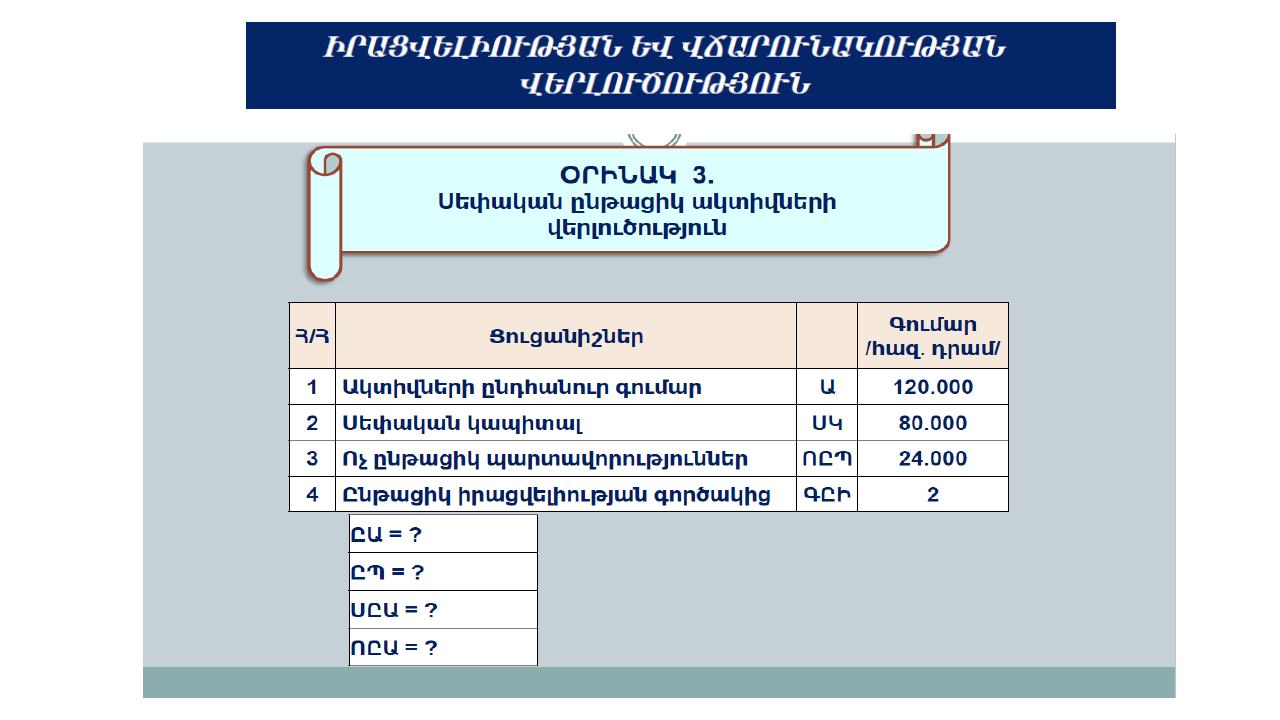 ԻՐԱՑՎԵԼԻՈՒԹՅԱՆ ԵՎ ՎՃԱՐՈՒՆԱԿՈՒԹՅԱՆ
ՎԵՐԼՈՒԾՈՒԹՅՈՒՆ
ՕՐԻՆԱԿ 3.
Սեփական ընթացիկ ակտիվների
վերլուծություն
Հ/Հ Ցուցանիշներ Գումար
/հազ. դրամ/
1 Ակտիվների ընդհանուր գումար Ա 120.000
2 Սեփական կապիտալ ՍԿ 80.000
3 Ոչ ընթացիկ պարտավորություններ ՈԸՊ 24.000
4 Ընթացիկ իրացվելիության գործակից ԳԸԻ 2
ԸԱ = ?
ԸՊ = ?
ՍԸԱ = ?
ՈԸԱ = ?